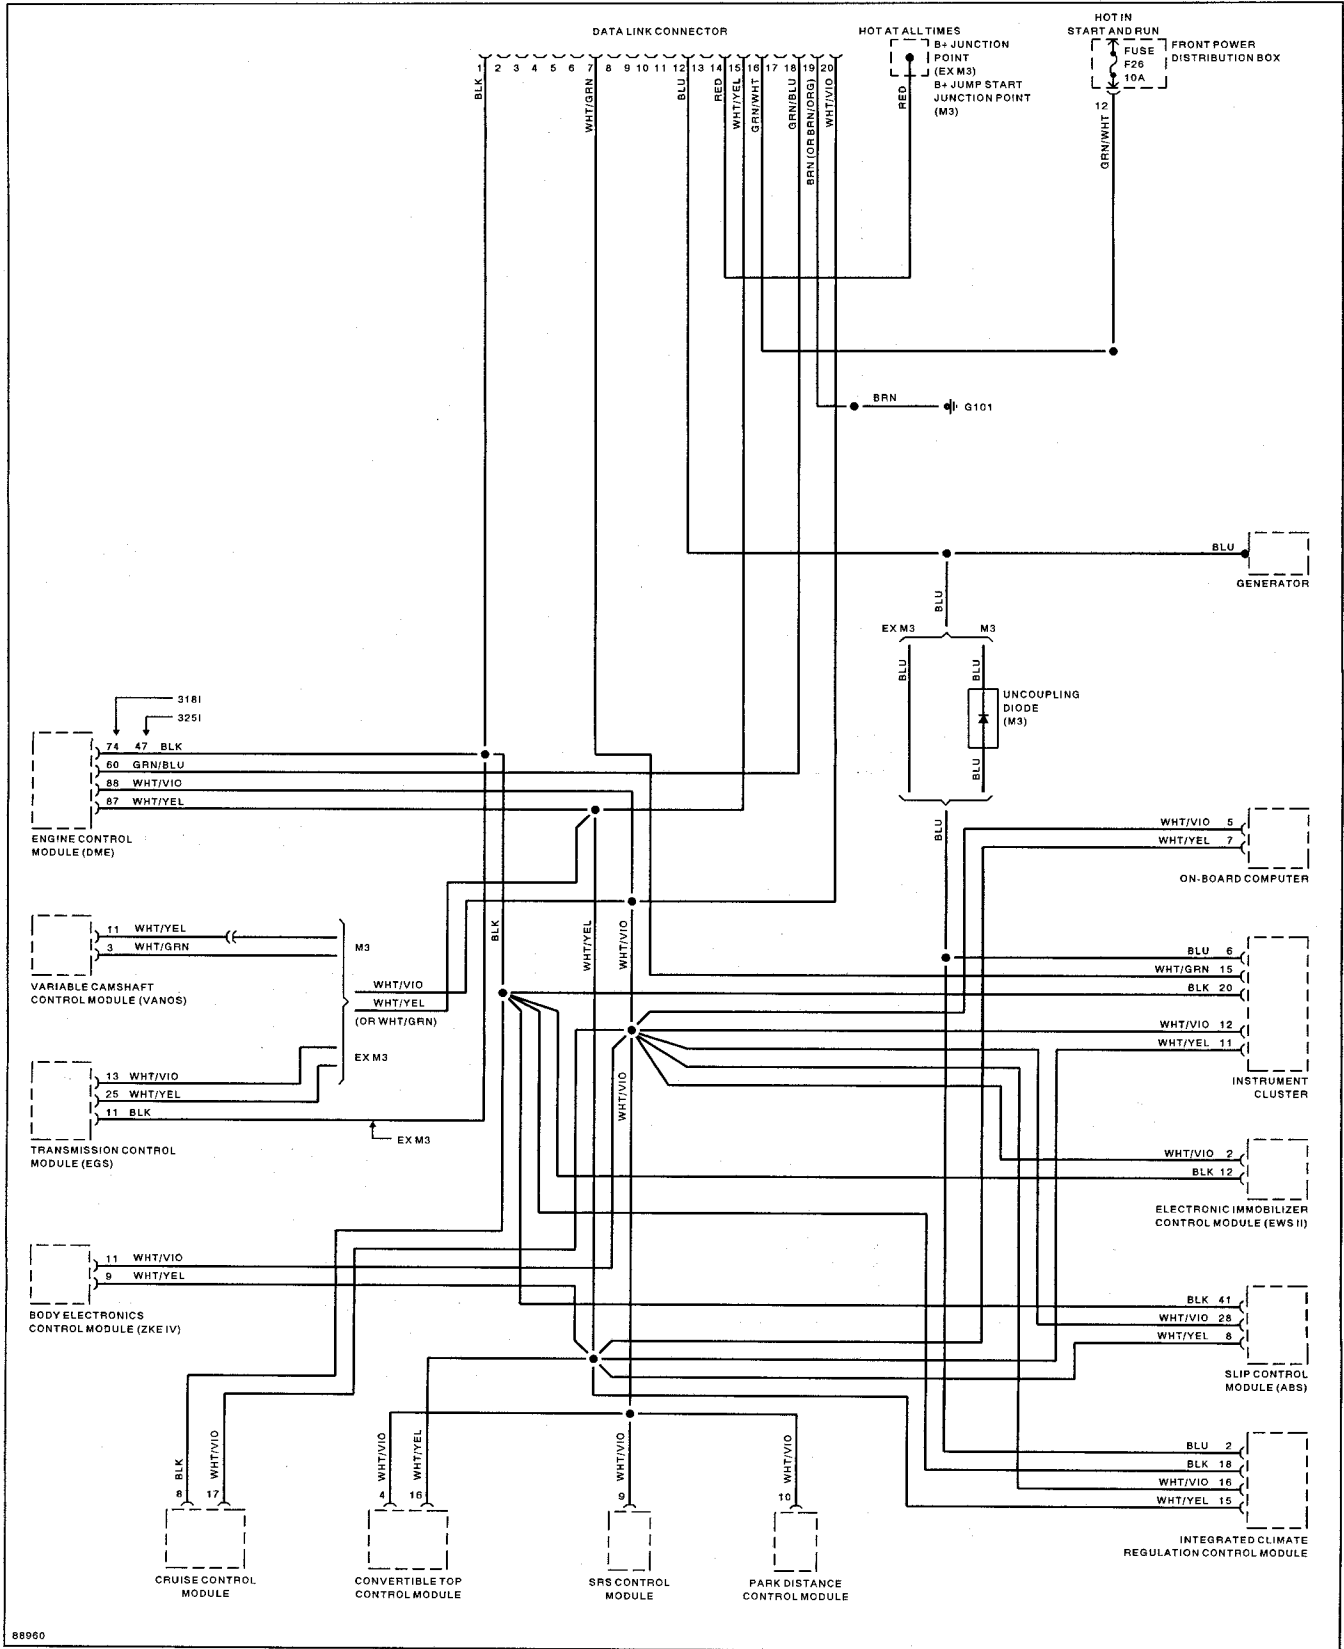 DATA LINK CONNECTOR
1 2 3 4 5 6 7 8 9 10 11 12 13 14 15 16 17 18 19 20
BLK
WHT/GRN
BLU
RED
WHT/YEL
GRN/WHT
GRN/BLU
BRN (OR BRN/ORG)
WHT/VIO
HOT AT ALL TIMES
B+ JUNCTION
POINT
(EX M3)
B+ JUMP START
JUNCTION POINT
(M3)
RED
HOT IN
START AND RUN
FUSE
F26
10A
FRONT POWER
DISTRIBUTION BOX
12
GRN/WHT
BRN
G101
BLU
GENERATOR
BLU
EX M3
M3
BLU
BLU
UNCOUPLING
DIODE
(M3)
BLU
BLU
318I
325I
74 47 BLK
60 GRN/BLU
88 WHT/VIO
87 WHT/YEL
ENGINE CONTROL
MODULE (DME)
WHT/VIO 5
WHT/YEL 7
ON-BOARD COMPUTER
11 WHT/YEL
3 WHT/GRN
VARIABLE CAMSHAFT
CONTROL MODULE (VANOS)
M3
WHT/VIO
WHT/YEL
(OR WHT/GRN)
EX M3
BLK
WHT/YEL
WHT/VIO
BLU 6
WHT/GRN 15
BLK 20
WHT/VIO 12
WHT/YEL 11
INSTRUMENT
CLUSTER
13 WHT/VIO
25 WHT/YEL
11 BLK
EX M3
TRANSMISSION CONTROL
MODULE (EGS)
WHT/VIO
WHT/VIO 2
BLK 12
ELECTRONIC IMMOBILIZER
CONTROL MODULE (EWS II)
11 WHT/VIO
9 WHT/YEL
BODY ELECTRONICS
CONTROL MODULE (ZKE IV)
BLK 41
WHT/VIO 28
WHT/YEL 8
SLIP CONTROL
MODULE (ABS)
BLU 2
BLK 18
WHT/VIO 16
WHT/YEL 15
INTEGRATED CLIMATE
REGULATION CONTROL MODULE
BLK
8
WHT/VIO
17
CRUISE CONTROL
MODULE
WHT/VIO
4
WHT/YEL
16
CONVERTIBLE TOP
CONTROL MODULE
WHT/VIO
9
SRS CONTROL
MODULE
WHT/VIO
10
PARK DISTANCE
CONTROL MODULE
88960